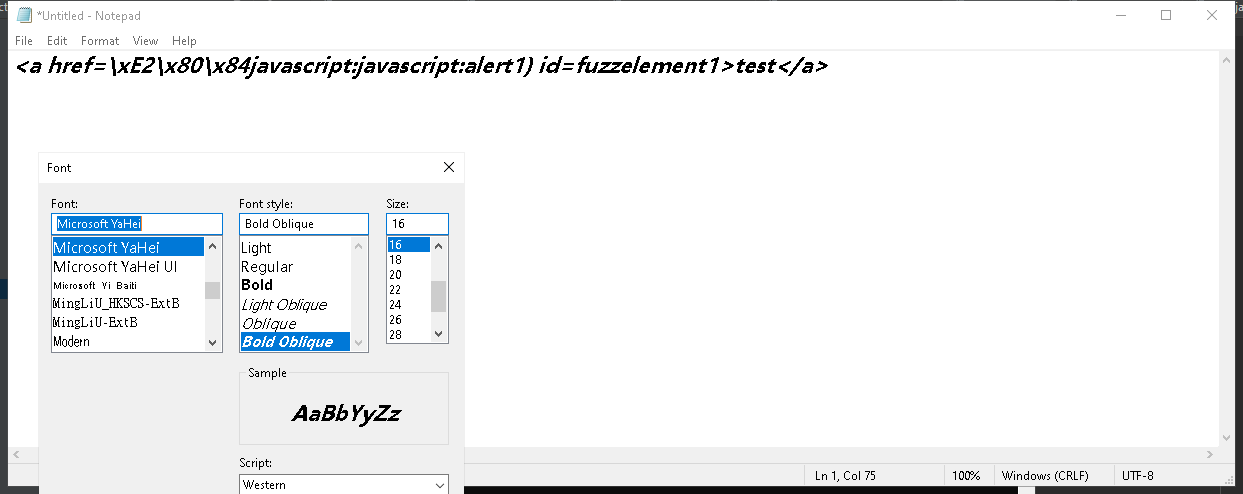 *Untitled - Notepad
File Edit Format View Help
<a href=\xE2\x80\x84javascript:javascript:alert1) id=fuzzelement1>test</a>
Font
Font: Font style: Size:
Microsoft YaHei Bold Oblique 16
Microsoft YaHei Light 16
Microsoft YaHei UI Regular 18
Microsoft Yi Baiti Bold 20
MingLiU_HKSCS-ExtB Light Oblique 22
MingLiU-ExtB Oblique 24
Modern Bold Oblique 26
28
Sample
AaBbYyZz
Script:
Western
Ln 1, Col 75 100% Windows (CRLF) UTF-8